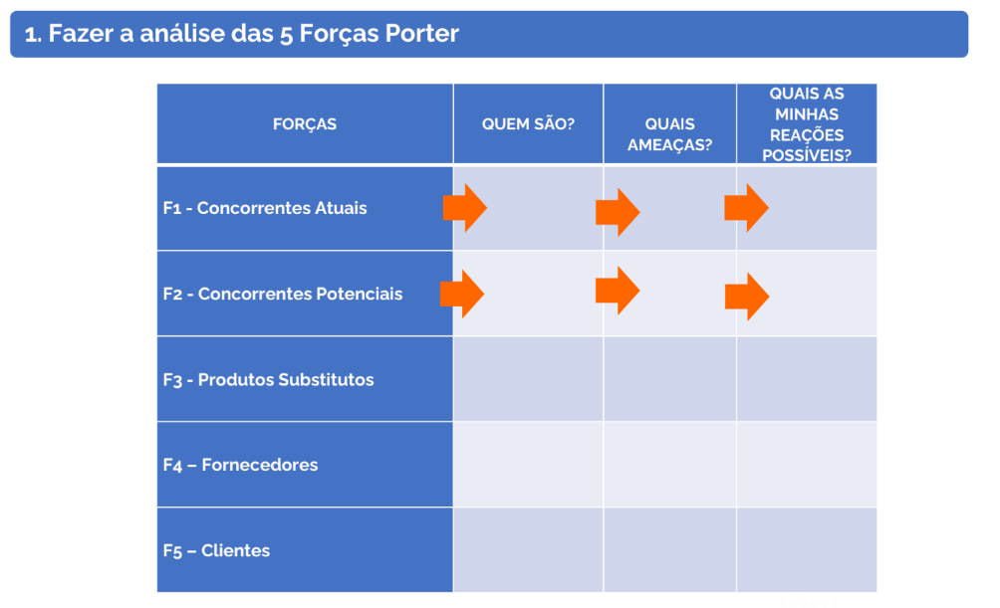 1. Fazer a análise das 5 Forças Porter
FORÇAS
QUEM SÃO?
QUAIS
AMEAÇAS?
QUAIS AS
MINHAS
REAÇÕES
POSSÍVEIS?
F1 - Concorrentes Atuais
F2 - Concorrentes Potenciais
F3 - Produtos Substitutos
F4 – Fornecedores
F5 – Clientes